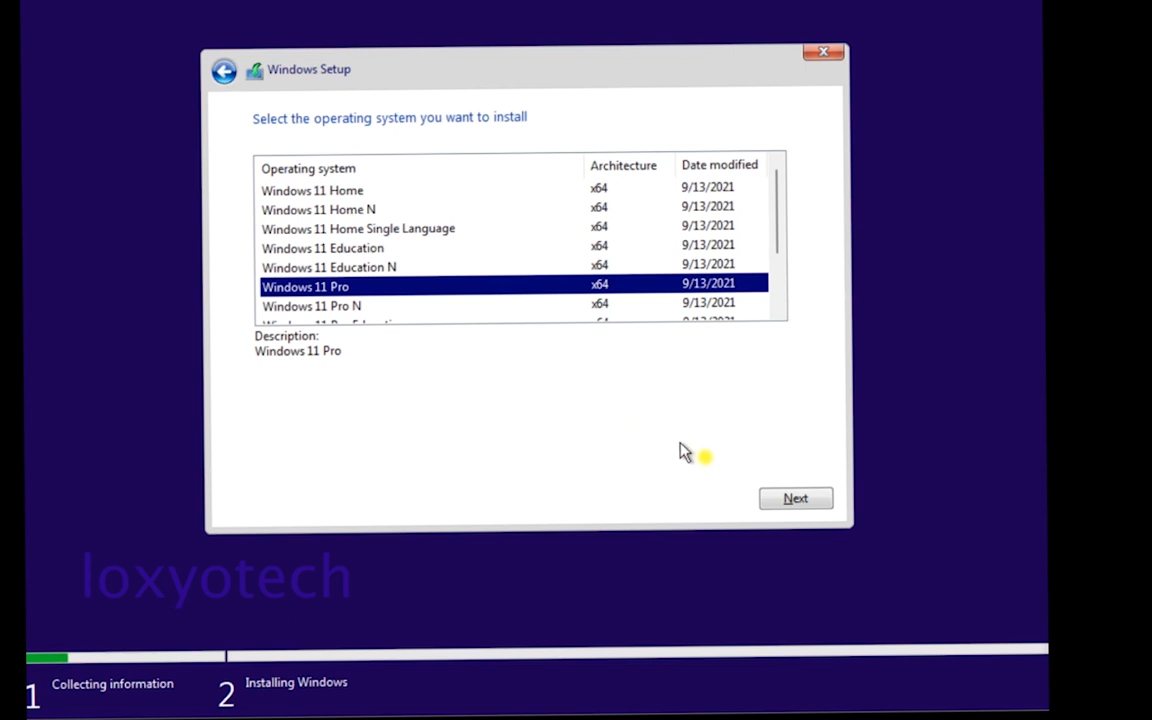 Windows Setup
Select the operating system you want to install
Operating system Architecture Date modified
Windows 11 Home x64 9/13/2021
Windows 11 Home N x64 9/13/2021
Windows 11 Home Single Language x64 9/13/2021
Windows 11 Education x64 9/13/2021
Windows 11 Education N x64 9/13/2021
Windows 11 Pro x64 9/13/2021
Windows 11 Pro N x64 9/13/2021
Description:
Windows 11 Pro
Next
loxyotech
1 Collecting information 2 Installing Windows